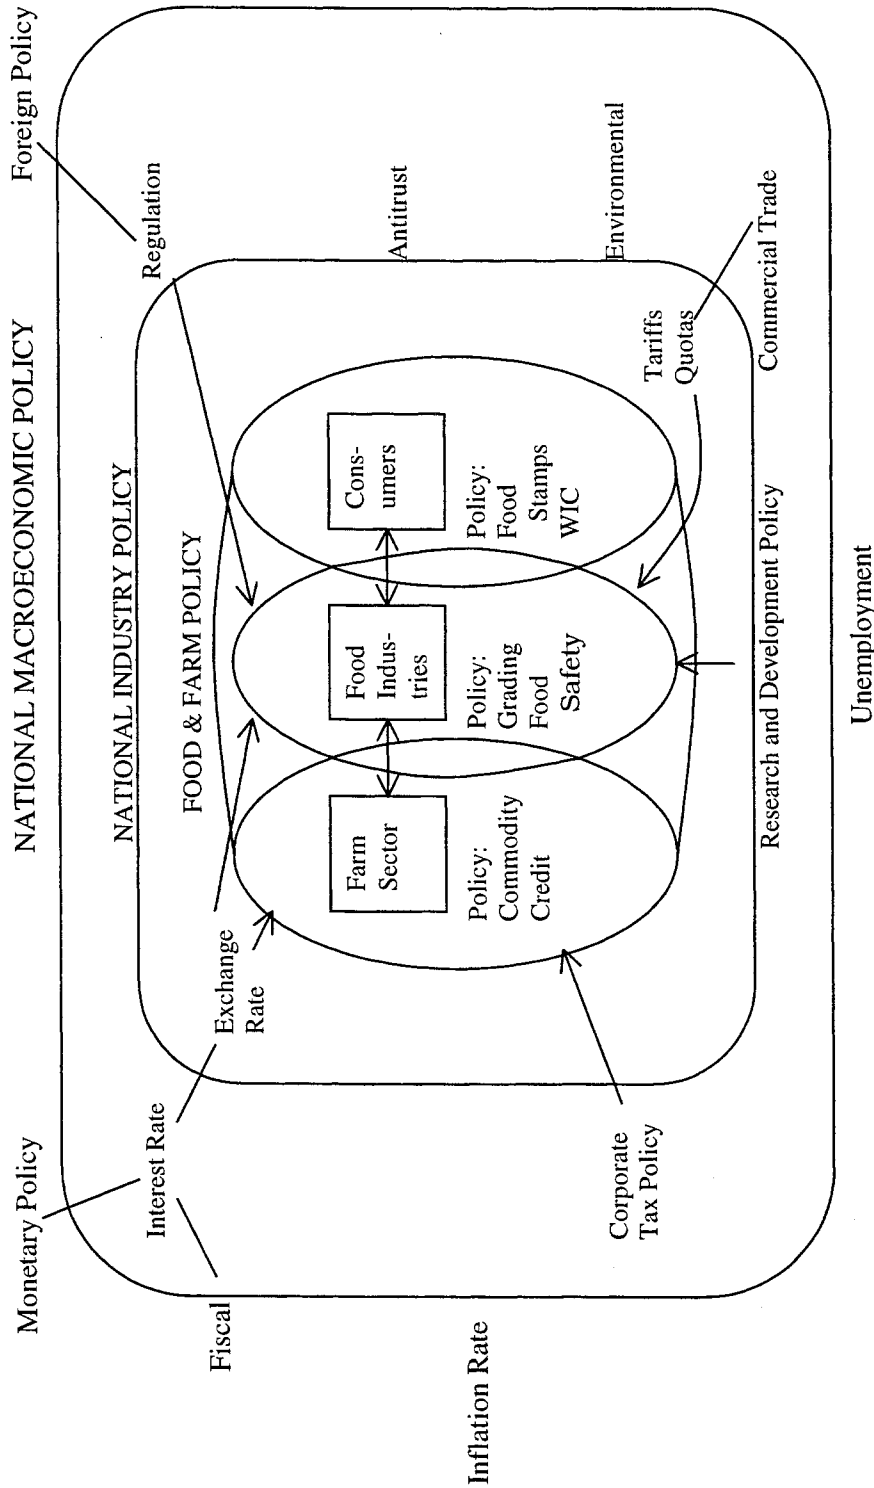 NATIONAL MACROECONOMIC POLICY
Monetary Policy
Foreign Policy
NATIONAL INDUSTRY POLICY
Interest Rate
Regulation
FOOD & FARM POLICY
Fiscal
Exchange
Rate
Farm
Sector
Food
Indus-
tries
Cons-
umers
Antitrust
Policy:
Commodity
Credit
Policy:
Grading
Food
Safety
Policy:
Food
Stamps
WIC
Inflation Rate
Environmental
Corporate
Tax Policy
Tariffs
Quotas
Research and Development Policy
Commercial Trade
Unemployment